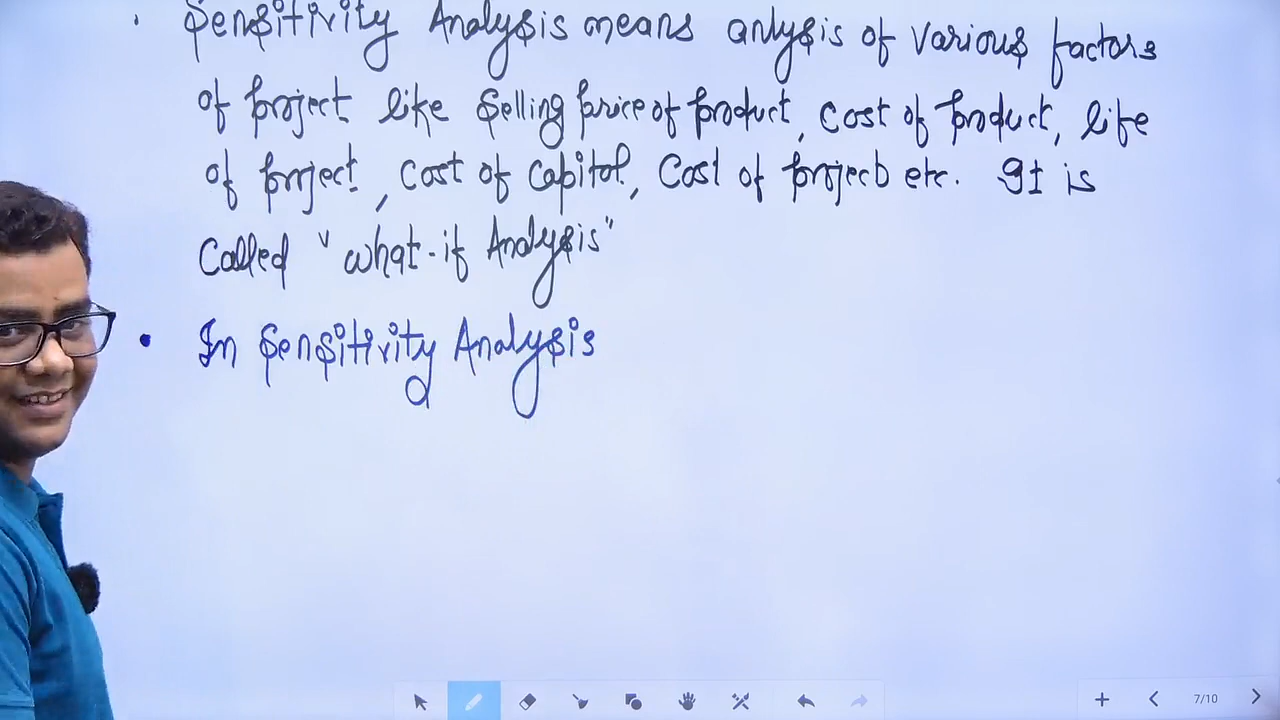 Sensitivity Analysis means anlysis of various factors
of project like selling price of product, cost of product, life
of project, cost of capital, cost of project etc. It is
called "what-if Analysis"
• In Sensitivity Analysis
7/10